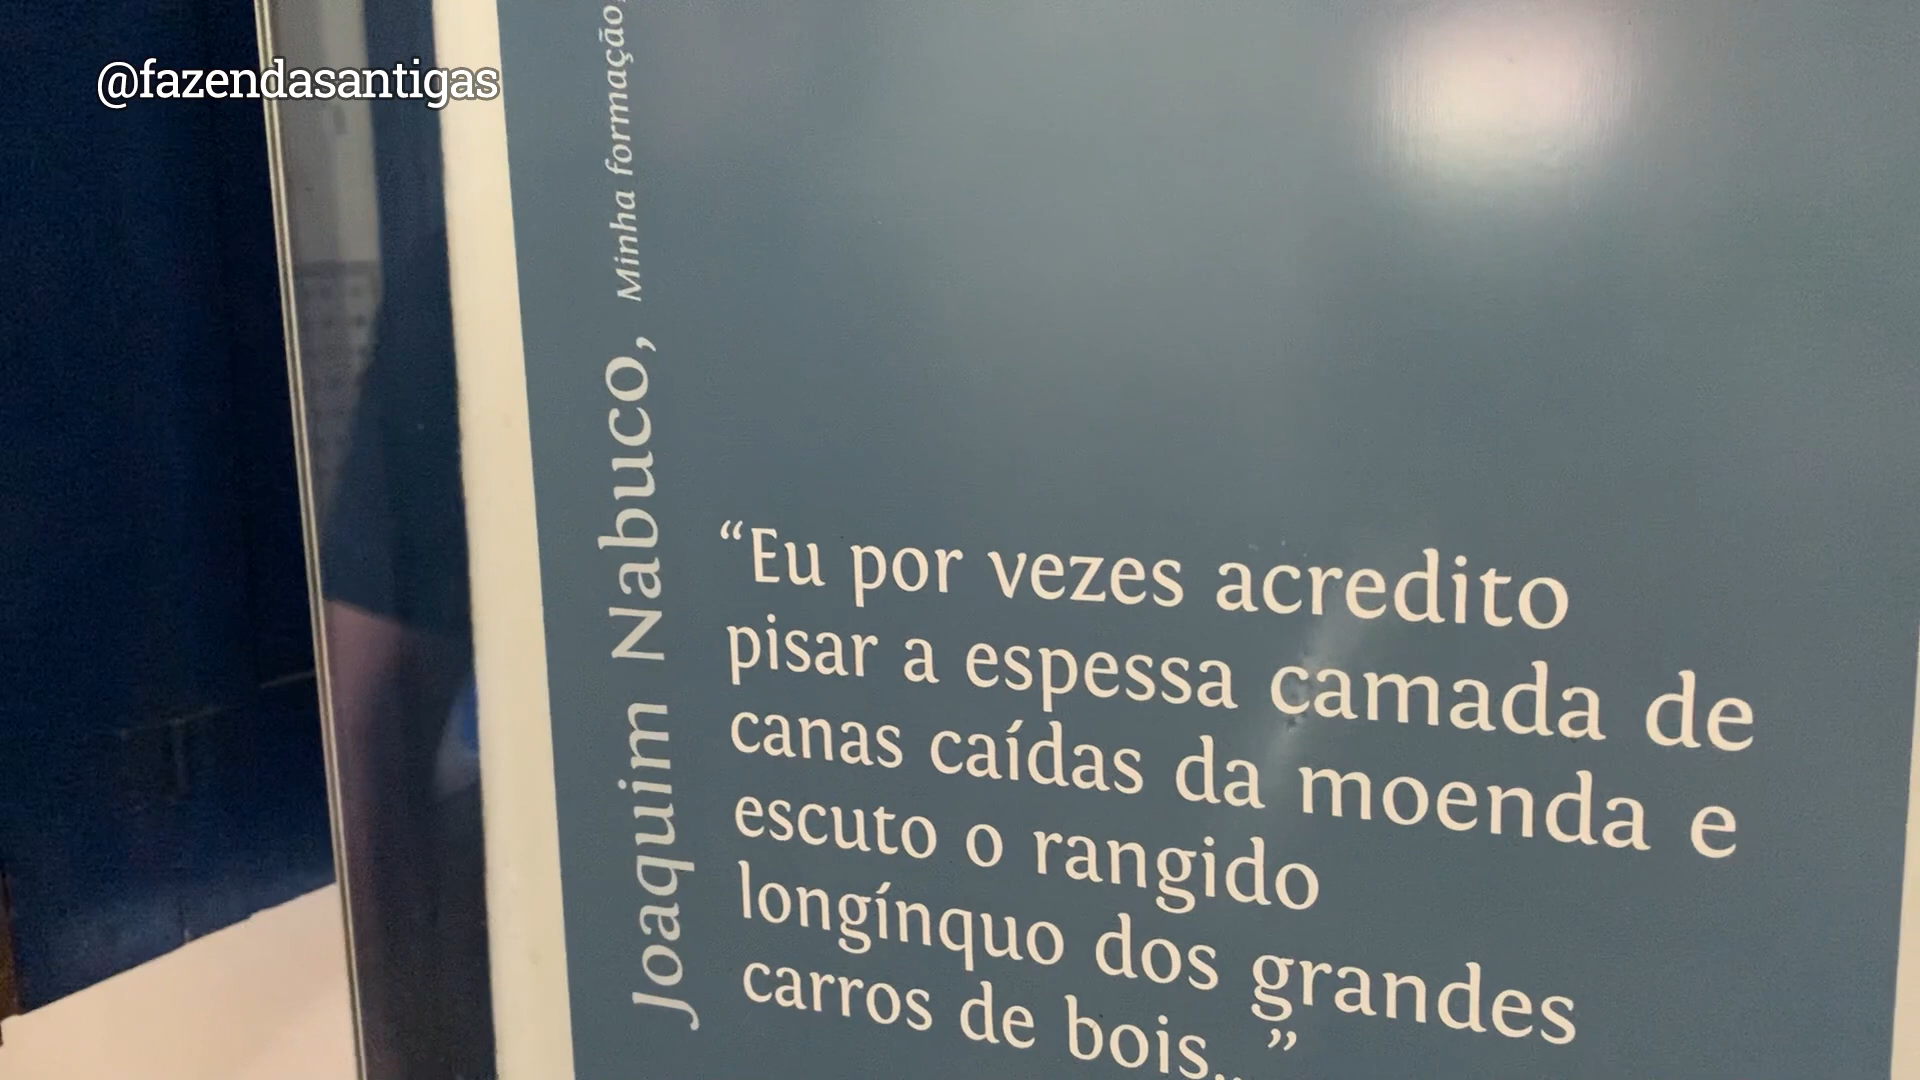 @fazendasantigas
Joaquim Nabuco, Minha formação,
“Eu por vezes acredito
pisar a espessa camada de
canas caídas da moenda e
escuto o rangido
longínquo dos grandes
carros de bois...”